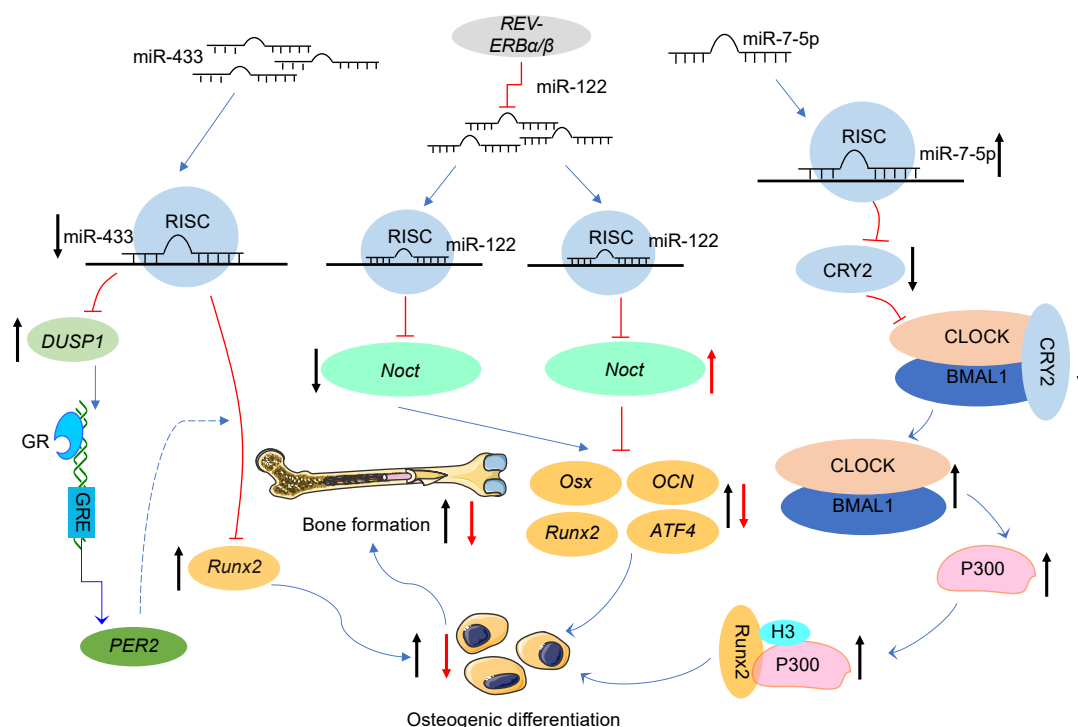 REV-
ERBα/β
miR-433
miR-122
miR-7-5p
RISC
miR-7-5p
RISC
miR-433
RISC
miR-122
RISC
miR-122
CRY2
DUSP1
Noct
Noct
CLOCK
BMAL1
CRY2
GR
GRE
Osx
OCN
Runx2
ATF4
CLOCK
BMAL1
Bone formation
Runx2
P300
PER2
Runx2
H3
P300
Osteogenic differentiation